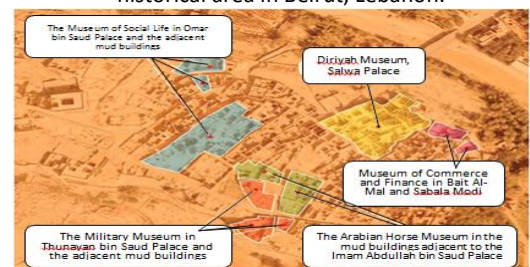 historical area in Beirut, Lebanon.
The Museum of Social Life in Omar
bin Saud Palace and the adjacent
mud buildings
Diriyah Museum,
Salwa Palace
Museum of Commerce
and Finance in Bait Al-
Mal and Sabala Modi
The Military Museum in
Thunayan bin Saud Palace and
the adjacent mud buildings
The Arabian Horse Museum in the
mud buildings adjacent to the
Imam Abdullah bin Saud Palace